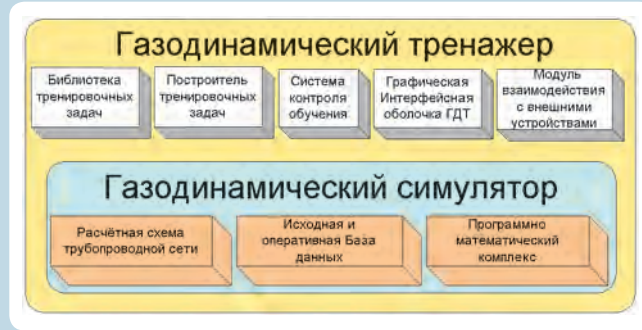 Газодинамический тренажер
Библиотека
тренировочных
задач
Построитель
тренировочных
задач
Система
контроля
обучения
Графическая
Интерфейсная
оболочка ГДТ
Модуль
взаимодействия
с внешними
устройствами
Газодинамический симулятор
Расчётная схема
трубопроводной сети
Исходная и
оперативная База
данных
Программно
математический
комплекс